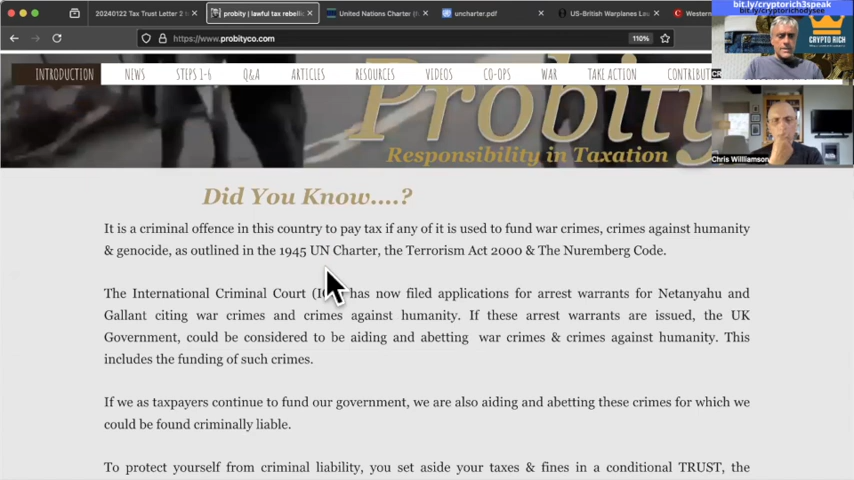 bit.ly/cryptorich3speak
20240122 Tax Trust Letter 2 t
probity | lawful tax rebellio
United Nations Charter (f
uncharter.pdf
US-British Warplanes Lau
Western
https://www.probityco.com
110%
CRYPTO RICH
bit.ly/cryptorichodysee
INTRODUCTION NEWS STEPS 1-6 Q&A ARTICLES RESOURCES VIDEOS CO-OPS WAR TAKE ACTION CONTRIBUT
Probity
Responsibility in Taxation
Chris Williamson
Did You Know....?
It is a criminal offence in this country to pay tax if any of it is used to fund war crimes, crimes against humanity
& genocide, as outlined in the 1945 UN Charter, the Terrorism Act 2000 & The Nuremberg Code.
The International Criminal Court (I has now filed applications for arrest warrants for Netanyahu and
Gallant citing war crimes and crimes against humanity. If these arrest warrants are issued, the UK
Government, could be considered to be aiding and abetting war crimes & crimes against humanity. This
includes the funding of such crimes.
If we as taxpayers continue to fund our government, we are also aiding and abetting these crimes for which we
could be found criminally liable.
To protect yourself from criminal liability, you set aside your taxes & fines in a conditional TRUST, the